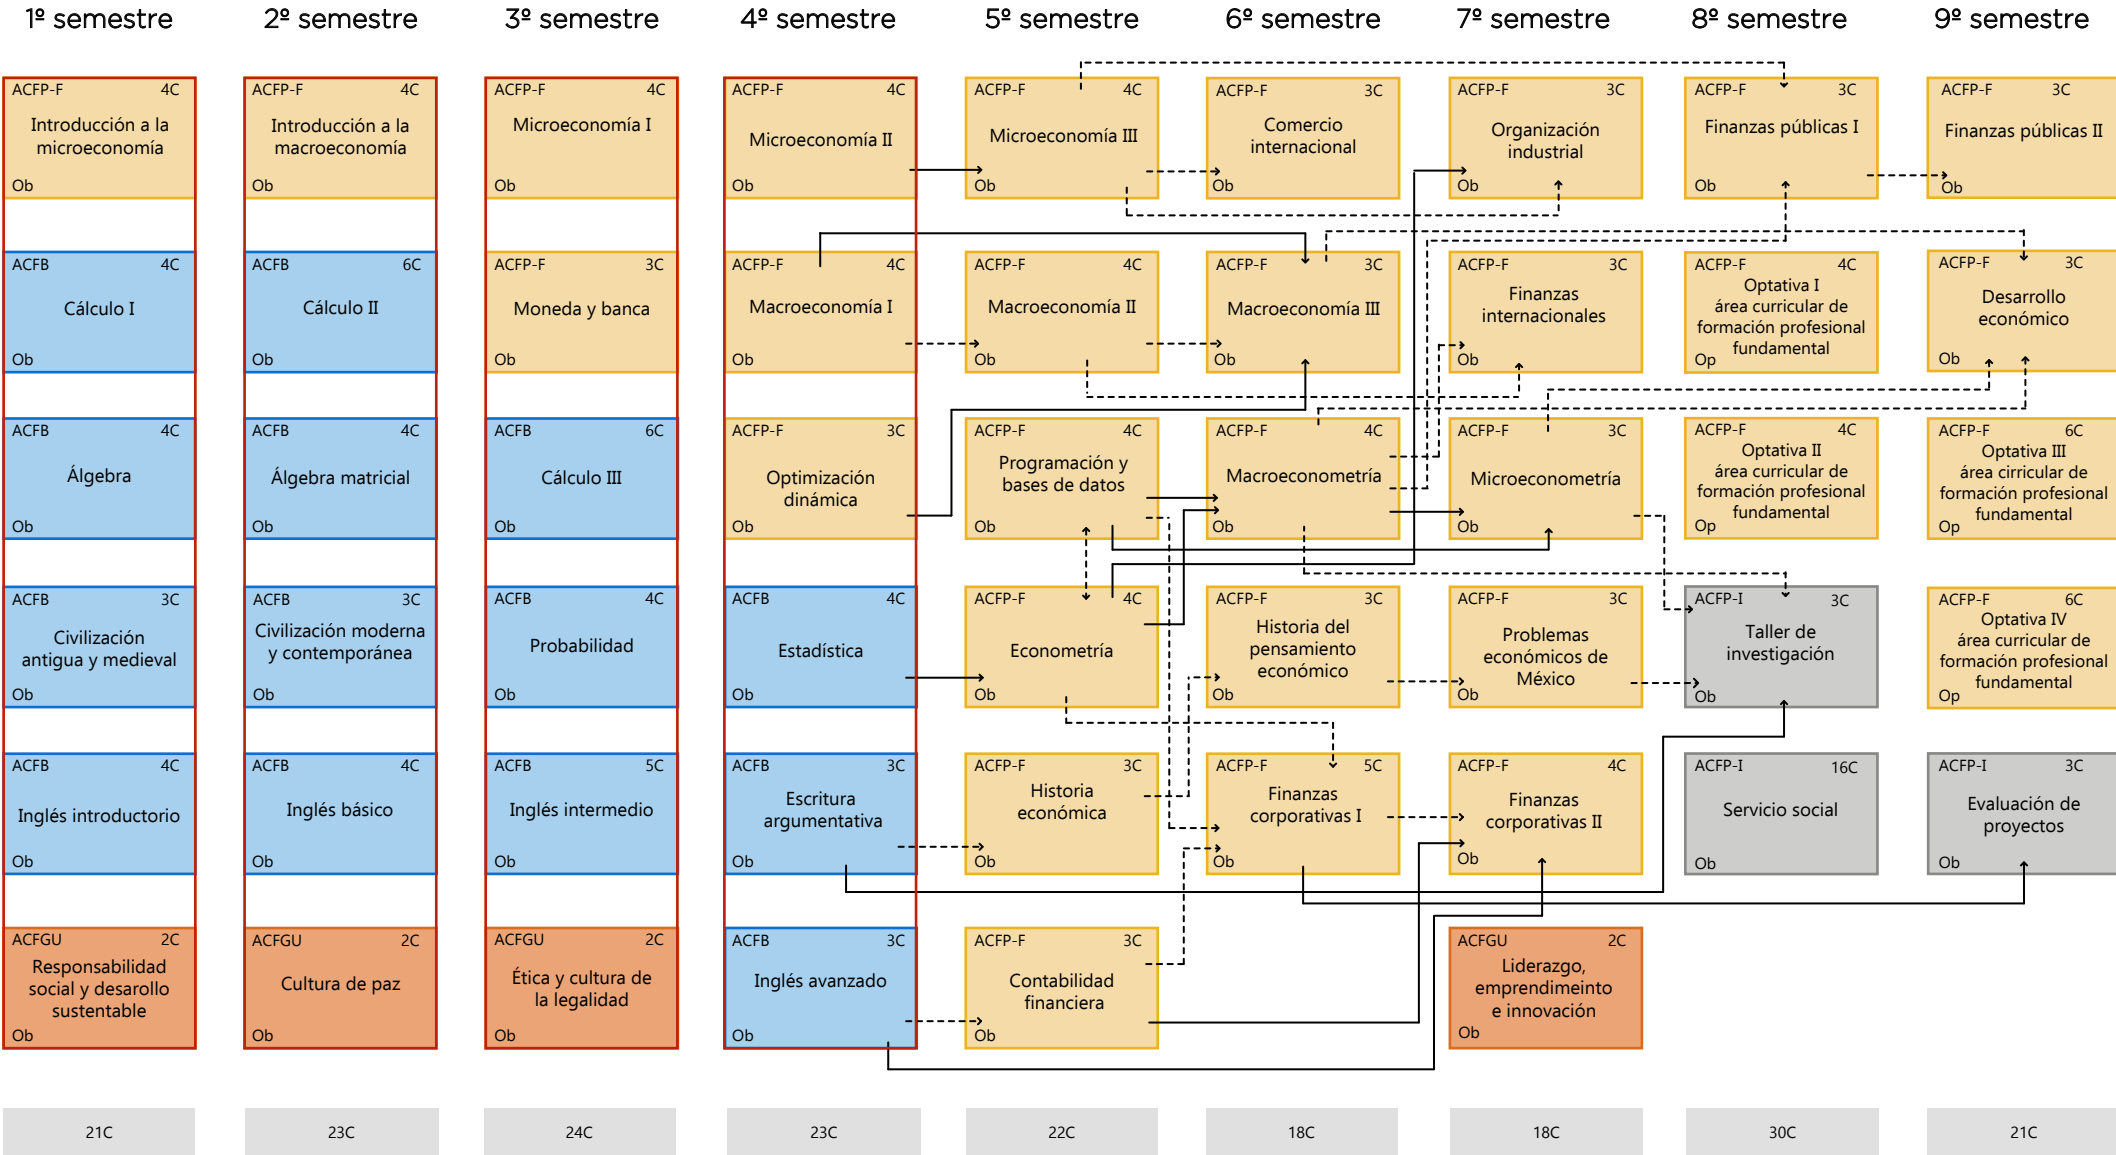 1º semestre
2º semestre
3º semestre
4º semestre
5º semestre
6º semestre
7º semestre
8º semestre
9º semestre
ACFP-F 4C
Introducción a la
microeconomía
Ob
ACFP-F 4C
Introducción a la
macroeconomía
Ob
ACFP-F 4C
Microeconomía I
Ob
ACFP-F 4C
Microeconomía II
Ob
ACFP-F 4C
Microeconomía III
Ob
ACFP-F 3C
Comercio
internacional
Ob
ACFP-F 3C
Organización
industrial
Ob
ACFP-F 3C
Finanzas públicas I
Ob
ACFP-F 3C
Finanzas públicas II
Ob
ACFB 4C
Cálculo I
Ob
ACFB 6C
Cálculo II
Ob
ACFP-F 3C
Moneda y banca
Ob
ACFP-F 4C
Macroeconomía I
Ob
ACFP-F 4C
Macroeconomía II
Ob
ACFP-F 3C
Macroeconomía III
Ob
ACFP-F 3C
Finanzas
internacionales
Ob
ACFP-F 4C
Optativa I
área curricular de
formación profesional
fundamental
Op
ACFP-F 3C
Desarrollo
económico
Ob
ACFB 4C
Álgebra
Ob
ACFB 4C
Álgebra matricial
Ob
ACFB 6C
Cálculo III
Ob
ACFP-F 3C
Optimización
dinámica
Ob
ACFP-F 4C
Programación y
bases de datos
Ob
ACFP-F 4C
Macroeconometría
Ob
ACFP-F 3C
Microeconometría
Ob
ACFP-F 4C
Optativa II
área curricular de
formación profesional
fundamental
Op
ACFP-F 6C
Optativa III
área cirricular de
formación profesional
fundamental
Op
ACFB 3C
Civilización
antigua y medieval
Ob
ACFB 3C
Civilización moderna
y contemporánea
Ob
ACFB 4C
Probabilidad
Ob
ACFB 4C
Estadística
Ob
ACFP-F 4C
Econometría
Ob
ACFP-F 3C
Historia del
pensamiento
económico
Ob
ACFP-F 3C
Problemas
económicos de
México
Ob
ACFP-I 3C
Taller de
investigación
Ob
ACFP-F 6C
Optativa IV
área curricular de
formación profesional
fundamental
Op
ACFB 4C
Inglés introductorio
Ob
ACFB 4C
Inglés básico
Ob
ACFB 5C
Inglés intermedio
Ob
ACFB 3C
Escritura
argumentativa
Ob
ACFP-F 3C
Historia
económica
Ob
ACFP-F 5C
Finanzas
corporativas I
Ob
ACFP-F 4C
Finanzas
corporativas II
Ob
ACFP-I 16C
Servicio social
Ob
ACFP-I 3C
Evaluación de
proyectos
Ob
ACFGU 2C
Responsabilidad
social y desarollo
sustentable
Ob
ACFGU 2C
Cultura de paz
Ob
ACFGU 2C
Ética y cultura de
la legalidad
Ob
ACFB 3C
Inglés avanzado
Ob
ACFP-F 3C
Contabilidad
financiera
Ob
ACFGU 2C
Liderazgo,
emprendimeinto
e innovación
Ob
21C
23C
24C
23C
22C
18C
18C
30C
21C